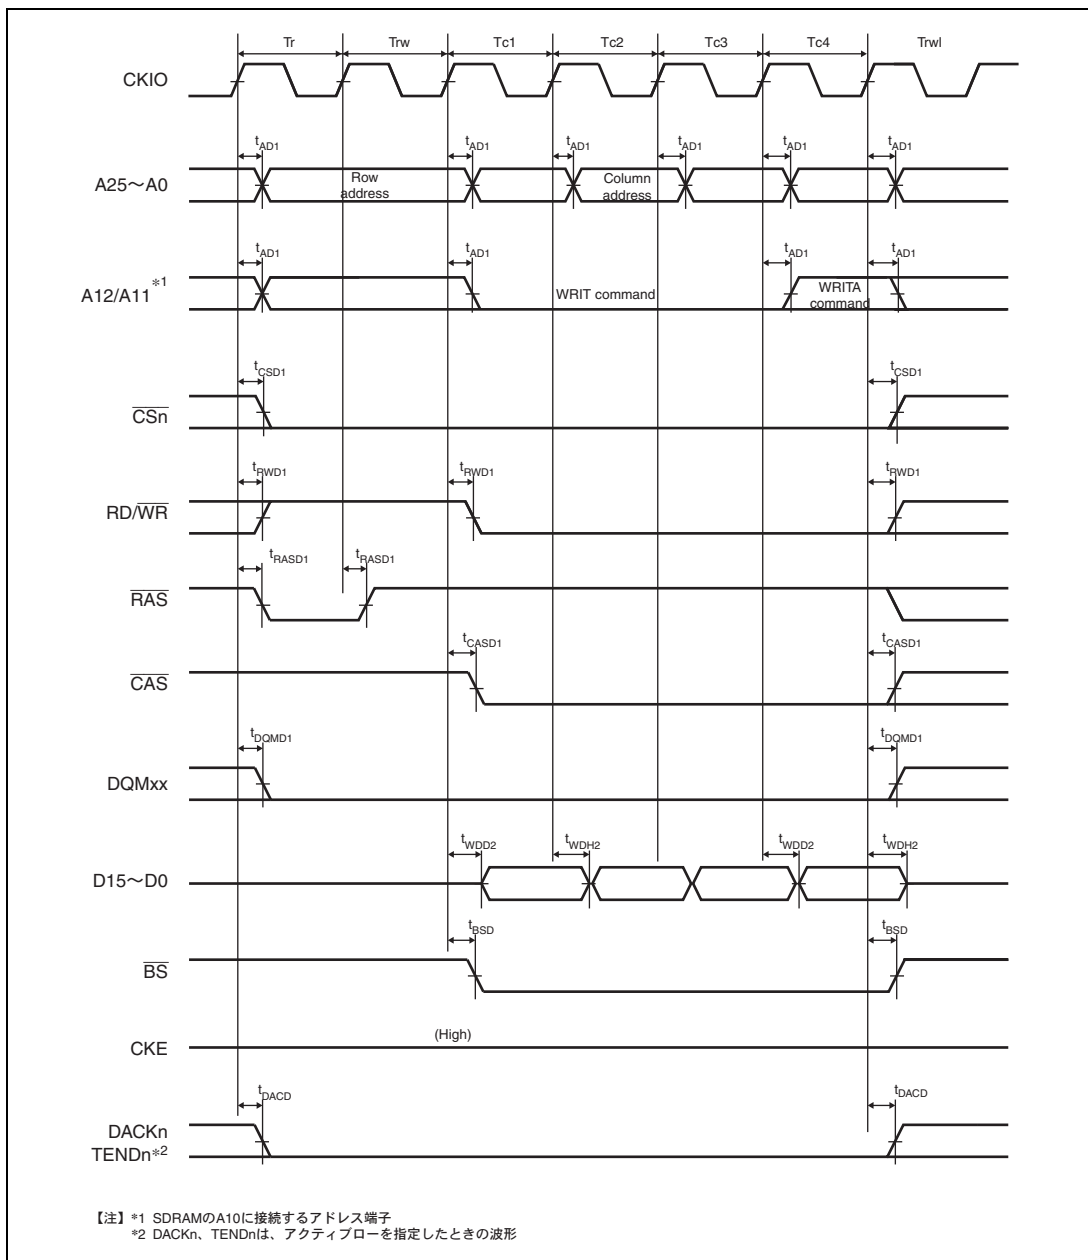 Tr Trw Tc1 Tc2 Tc3 Tc4 Trwl
CKIO
tAD1 tAD1 tAD1 tAD1 tAD1 tAD1
A25～A0
Row
address
Column
address
tAD1 tAD1 tAD1 tAD1
A12/A11*1
WRIT command
WRITA
command
tCSD1 tCSD1
CSn
tRWD1 tRWD1 tRWD1
RD/WR
tRASD1 tRASD1
RAS
tCASD1 tCASD1
CAS
tDQMD1 tDQMD1
DQMxx
tWDD2 tWDH2 tWDD2 tWDH2
D15～D0
tBSD tBSD
BS
(High)
CKE
tDACD tDACD
DACKn
TENDn*2
【注】*1 SDRAMのA10に接続するアドレス端子
*2 DACKn、TENDnは、アクティブローを指定したときの波形